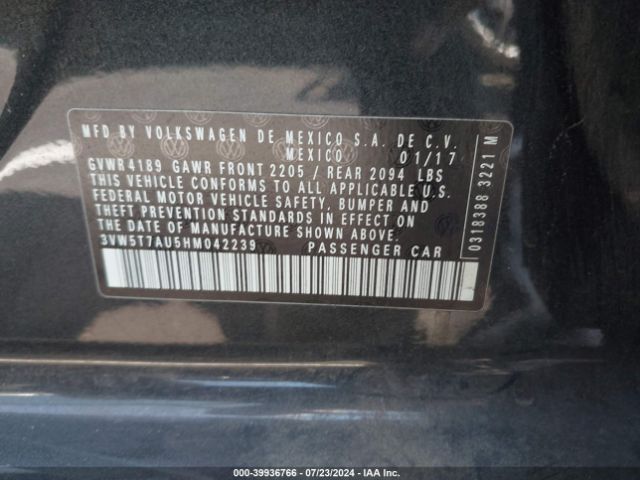 MFD BY VOLKSWAGEN DE MEXICO S.A. DE C.V.
MEXICO 01/17
GVWR4189 GAWR FRONT 2205 / REAR 2094 LBS
THIS VEHICLE CONFORMS TO ALL APPLICABLE U.S.
FEDERAL MOTOR VEHICLE SAFETY, BUMPER AND
THEFT PREVENTION STANDARDS IN EFFECT ON
THE DATE OF MANUFACTURE SHOWN ABOVE.
3VW5T7AU5HM042239 PASSENGER CAR
0318388 3221 M
000-39936766 / 07/23/2024 / IAA Inc.